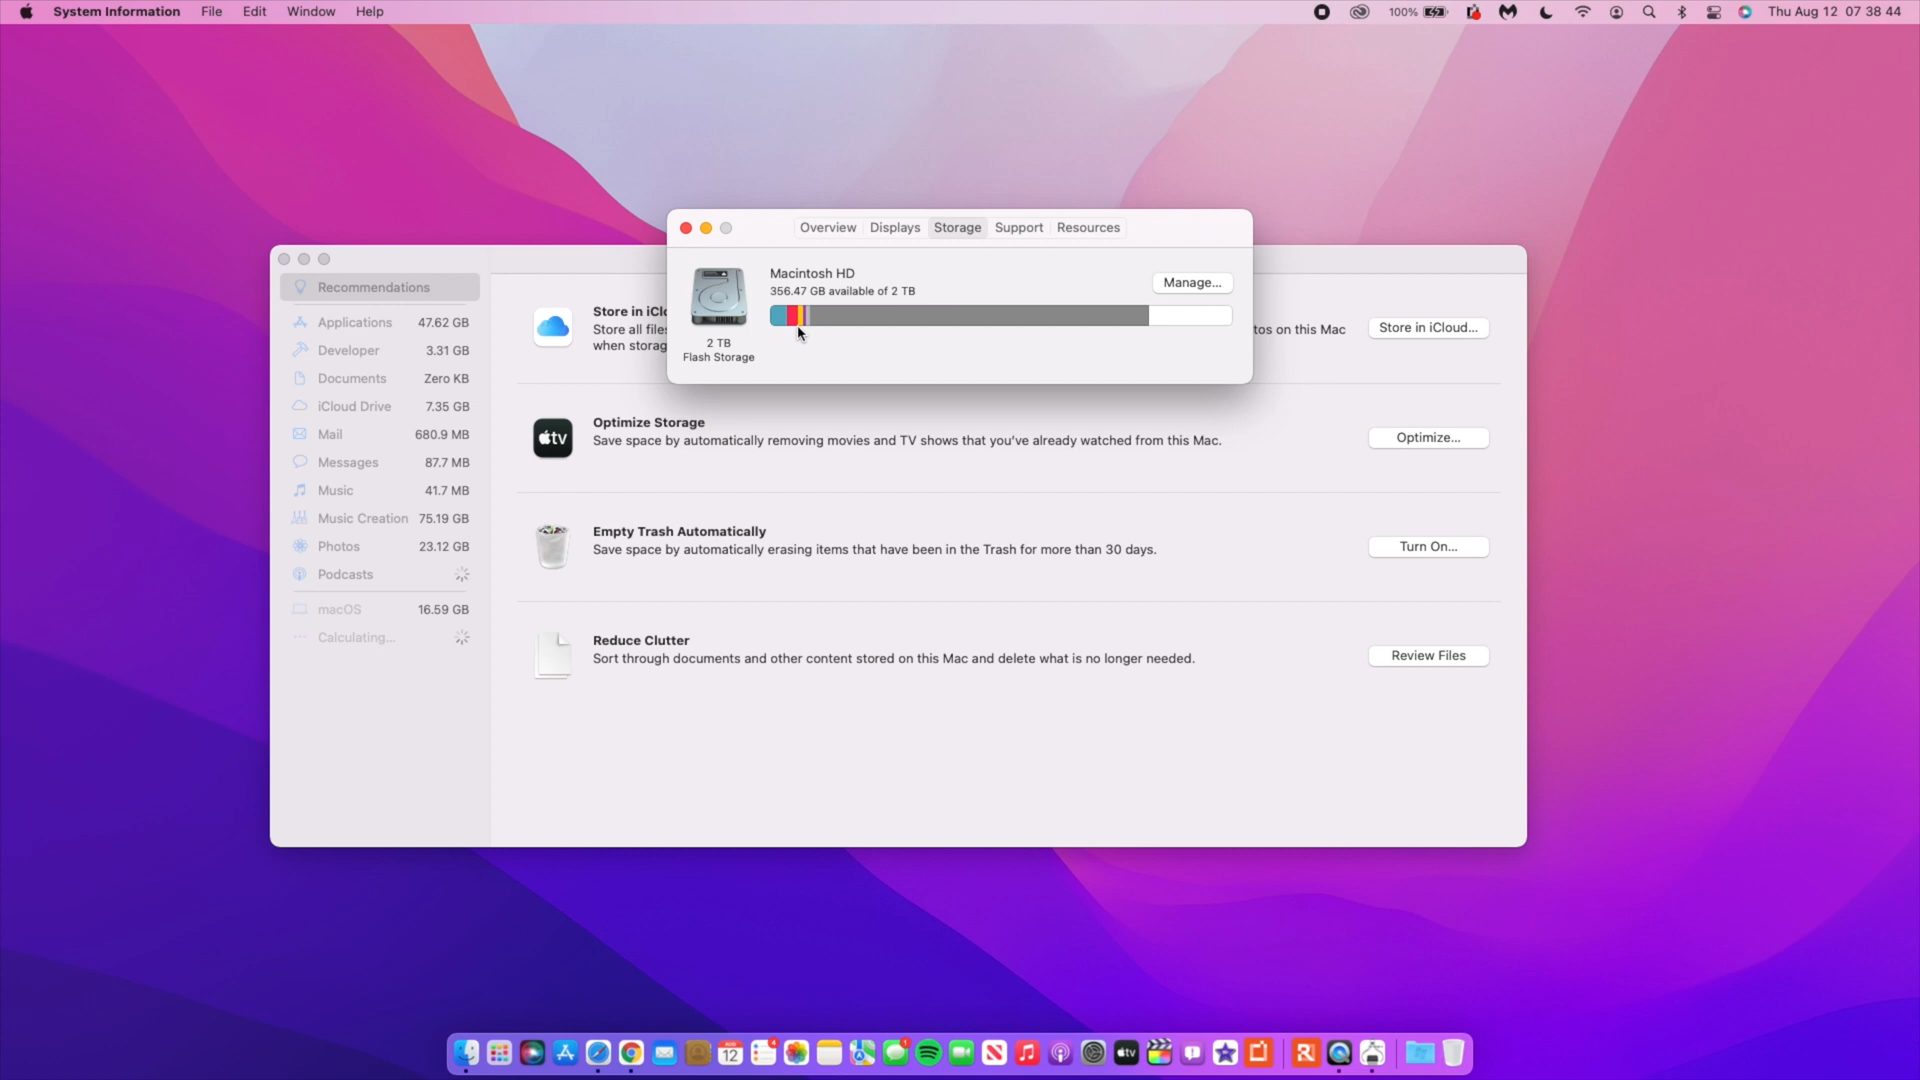 System Information File Edit Window Help
100% Thu Aug 12 07 38 44
Overview Displays Storage Support Resources
Macintosh HD
356.47 GB available of 2 TB
Manage...
2 TB
Flash Storage
Recommendations
Applications 47.62 GB
Developer 3.31 GB
Documents Zero KB
iCloud Drive 7.35 GB
Mail 680.9 MB
Messages 87.7 MB
Music 41.7 MB
Music Creation 75.19 GB
Photos 23.12 GB
Podcasts
macOS 16.59 GB
Calculating...
Store in iClo
Store all files tos on this Mac
when storag
Store in iCloud...
tv
Optimize Storage
Save space by automatically removing movies and TV shows that you've already watched from this Mac.
Optimize...
Empty Trash Automatically
Save space by automatically erasing items that have been in the Trash for more than 30 days.
Turn On...
Reduce Clutter
Sort through documents and other content stored on this Mac and delete what is no longer needed.
Review Files
AUG
12
4
1
tv